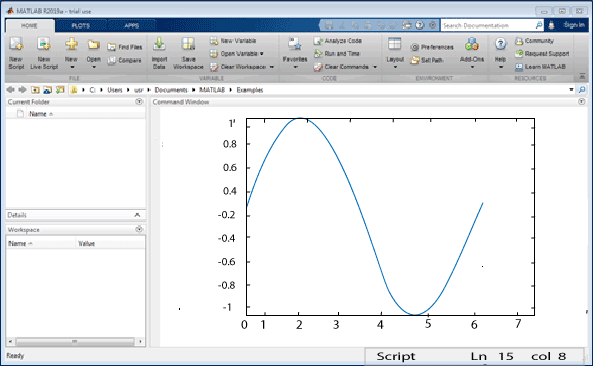 MATLAB R2019a - trial use
HOME PLOTS APPS
Search Documentation Sign In
New Script
New Live Script
New
Open
Find Files
Compare
Import Data
Save Workspace
New Variable
Open Variable
Clear Workspace
Favorites
Analyze Code
Run and Time
Clear Commands
Layout
Preferences
Set Path
Add-Ons
Help
Community
Request Support
Learn MATLAB
FILE VARIABLE CODE ENVIRONMENT RESOURCES
C: Users usr Documents MATLAB Examples
Current Folder
Name
Details
Workspace
Name Value
Command Window
1
0.8
0.6
0.4
-0.2
-0.4
-0.6
-0.8
-1
0 1 2 3 4 5 6 7
Ready
Script Ln 15 col 8